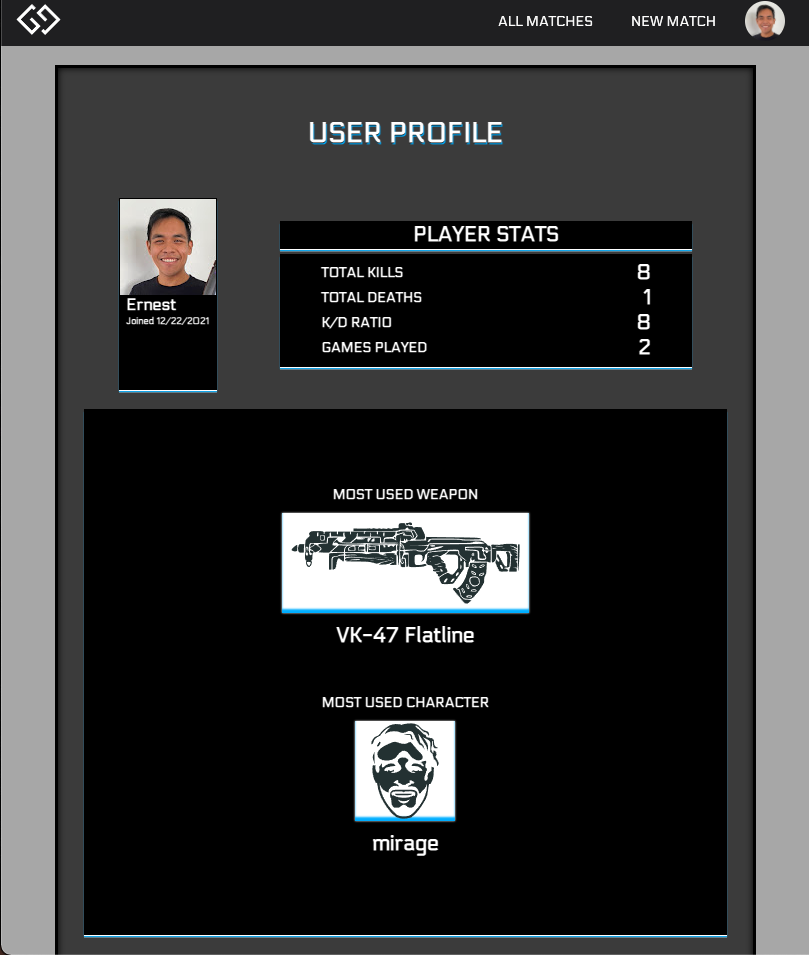 ALL MATCHES NEW MATCH
USER PROFILE
Ernest
Joined 12/22/2021
PLAYER STATS
TOTAL KILLS 8
TOTAL DEATHS 1
K/D RATIO 8
GAMES PLAYED 2
MOST USED WEAPON
VK-47 Flatline
MOST USED CHARACTER
mirage